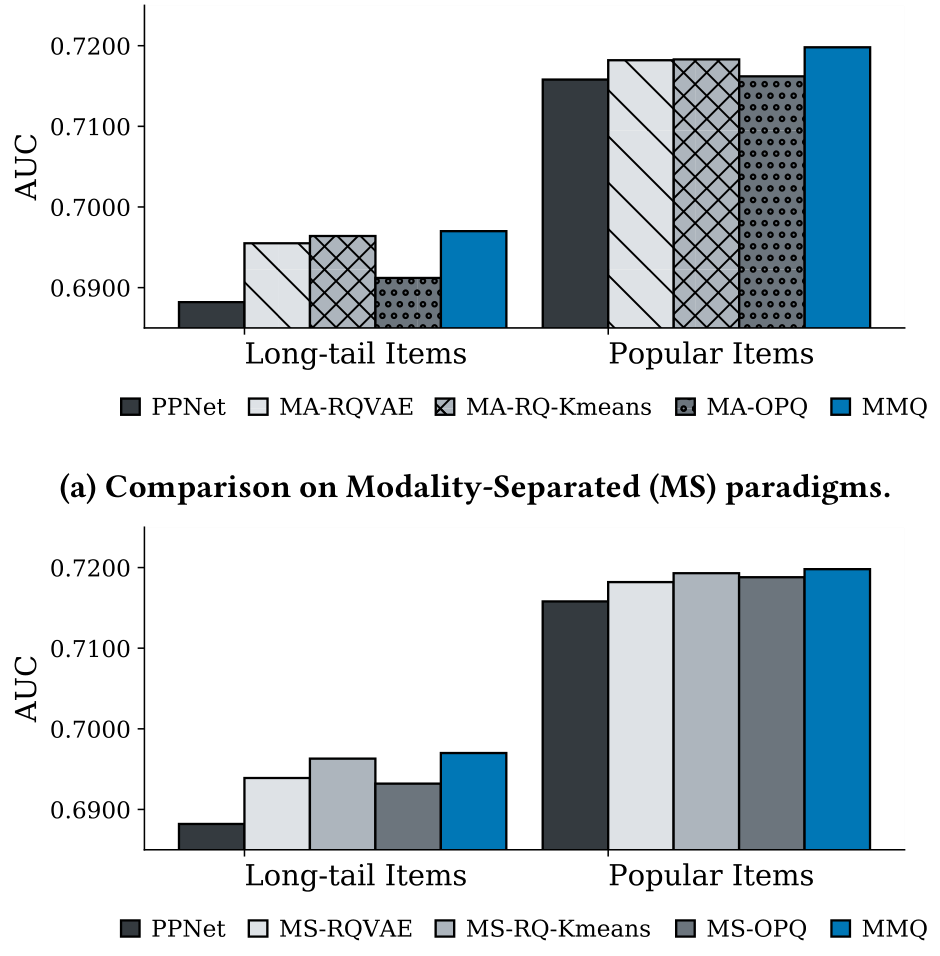 0.7200
0.7100
0.7000
0.6900
AUC
Long-tail Items Popular Items
PPNet MA-RQVAE MA-RQ-Kmeans MA-OPQ MMQ
(a) Comparison on Modality-Separated (MS) paradigms.
0.7200
0.7100
0.7000
0.6900
AUC
Long-tail Items Popular Items
PPNet MS-RQVAE MS-RQ-Kmeans MS-OPQ MMQ